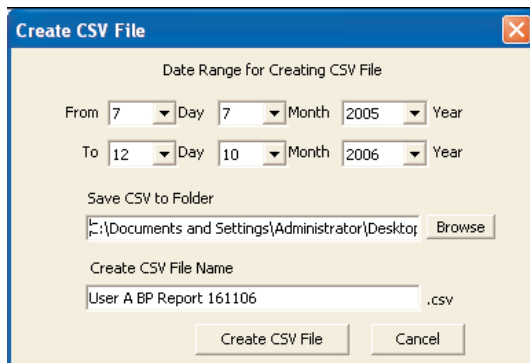 Create CSV File
Date Range for Creating CSV File
From 7 Day 7 Month 2005 Year
To 12 Day 10 Month 2006 Year
Save CSV to Folder
C:\Documents and Settings\Administrator\Desktop Browse
Create CSV File Name
User A BP Report 161106 .csv
Create CSV File Cancel